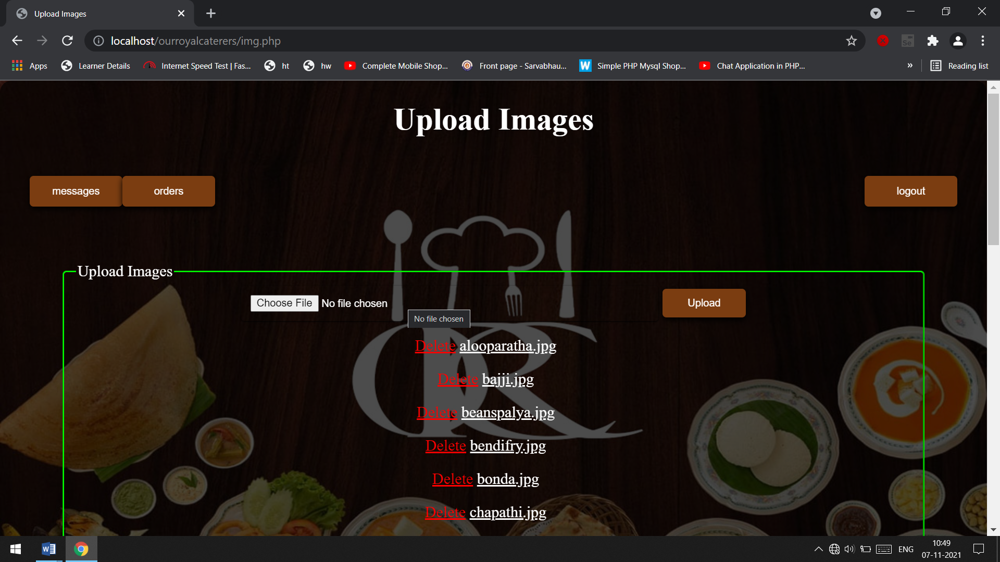 Upload Images
localhost/ourroyalcaterers/img.php
Apps Learner Details Internet Speed Test | Fas... ht hw Complete Mobile Shop... Front page - Sarvabhau... W Simple PHP Mysql Shop... Chat Application in PHP... » Reading list
Upload Images
messages orders logout
Upload Images
Choose File No file chosen Upload
No file chosen
Delete alooparatha.jpg
Delete bajji.jpg
Delete beanspalya.jpg
Delete bendifry.jpg
Delete bonda.jpg
Delete chapathi.jpg
ENG 10:49
07-11-2021